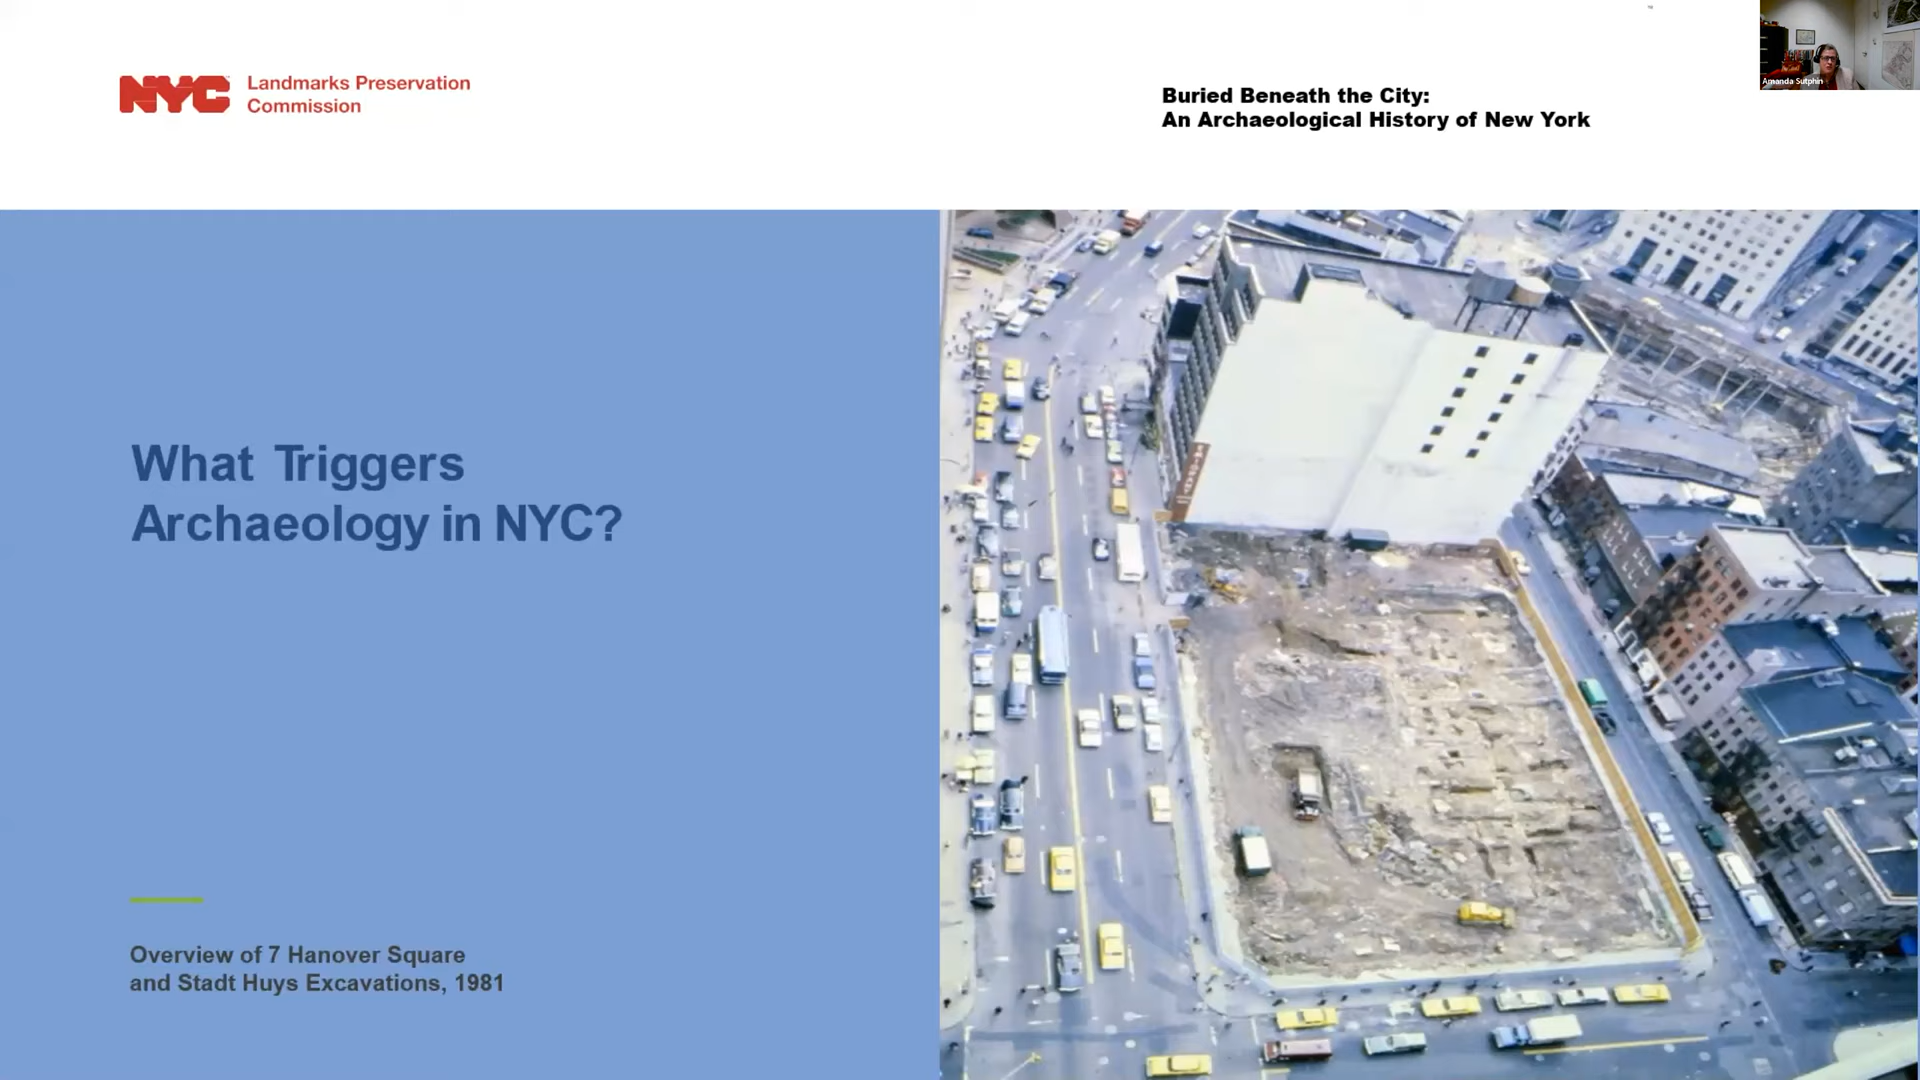 NYC
Landmarks Preservation
Commission
Buried Beneath the City:
An Archaeological History of New York
Amanda Sutphin
What Triggers
Archaeology in NYC?
Overview of 7 Hanover Square
and Stadt Huys Excavations, 1981